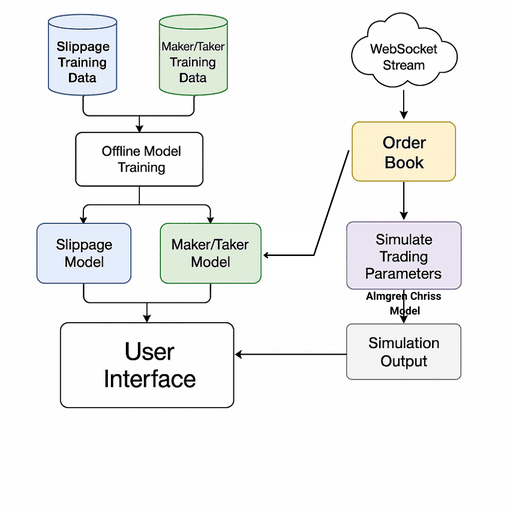 Slippage
Training
Data
Maker/Taker
Training
Data
WebSocket
Stream
Offline Model
Training
Order
Book
Slippage
Model
Maker/Taker
Model
Simulate
Trading
Parameters
Almgren Chriss
Model
User
Interface
Simulation
Output